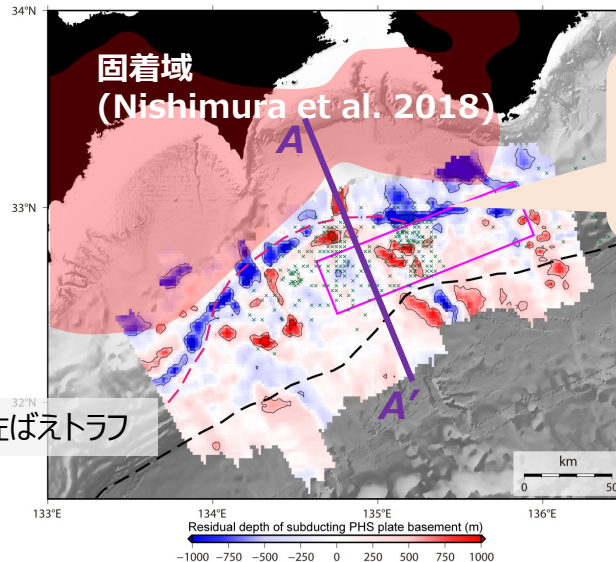 34°N
固着域
(Nishimura et al. 2018)
A
33°N
32°N
ばえトラフ
A'
km
0
50
133°E
134°E
135°E
136°E
Residual depth of subducting PHS plate basement (m)
−1000 −750 −500 −250 0 250 500 750 1000